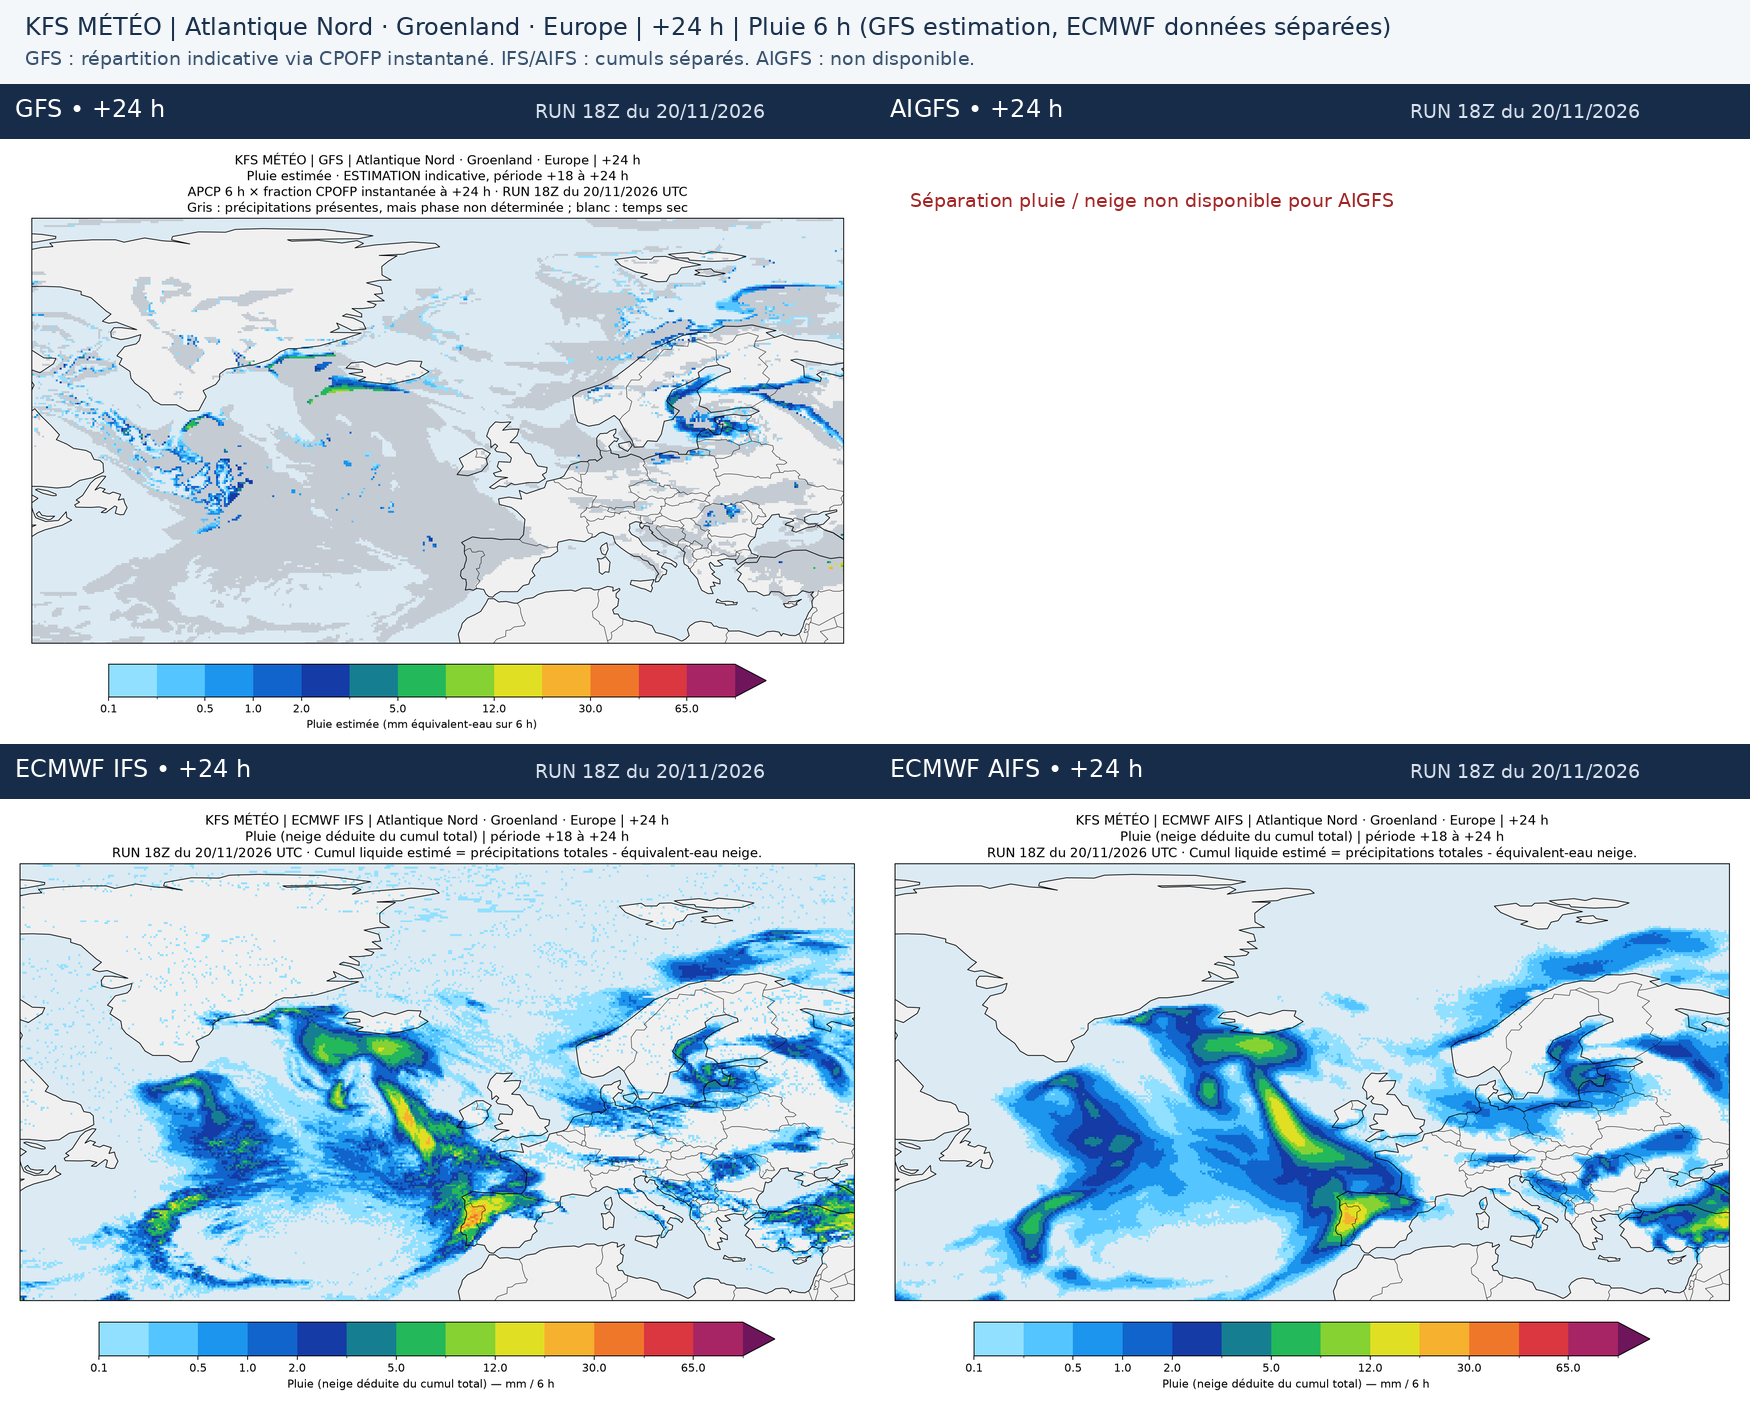 KFS MÉTÉO | Atlantique Nord · Groenland · Europe | +24 h | Pluie 6 h (GFS estimation, ECMWF données séparées)
GFS : répartition indicative via CPOFP instantané. IFS/AIFS : cumuls séparés. AIGFS : non disponible.
GFS • +24 h
RUN 18Z du 20/11/2026
KFS MÉTÉO | GFS | Atlantique Nord · Groenland · Europe | +24 h
Pluie estimée · ESTIMATION indicative, période +18 à +24 h
APCP 6 h × fraction CPOFP instantanée à +24 h · RUN 18Z du 20/11/2026 UTC
Gris : précipitations présentes, mais phase non déterminée ; blanc : temps sec
0.1 0.5 1.0 2.0 5.0 12.0 30.0 65.0
Pluie estimée (mm équivalent-eau sur 6 h)
AIGFS • +24 h
RUN 18Z du 20/11/2026
Séparation pluie / neige non disponible pour AIGFS
ECMWF IFS • +24 h
RUN 18Z du 20/11/2026
KFS MÉTÉO | ECMWF IFS | Atlantique Nord · Groenland · Europe | +24 h
Pluie (neige déduite du cumul total) | période +18 à +24 h
RUN 18Z du 20/11/2026 UTC · Cumul liquide estimé = précipitations totales - équivalent-eau neige.
0.1 0.5 1.0 2.0 5.0 12.0 30.0 65.0
Pluie (neige déduite du cumul total) — mm / 6 h
ECMWF AIFS • +24 h
RUN 18Z du 20/11/2026
KFS MÉTÉO | ECMWF AIFS | Atlantique Nord · Groenland · Europe | +24 h
Pluie (neige déduite du cumul total) | période +18 à +24 h
RUN 18Z du 20/11/2026 UTC · Cumul liquide estimé = précipitations totales - équivalent-eau neige.
0.1 0.5 1.0 2.0 5.0 12.0 30.0 65.0
Pluie (neige déduite du cumul total) — mm / 6 h